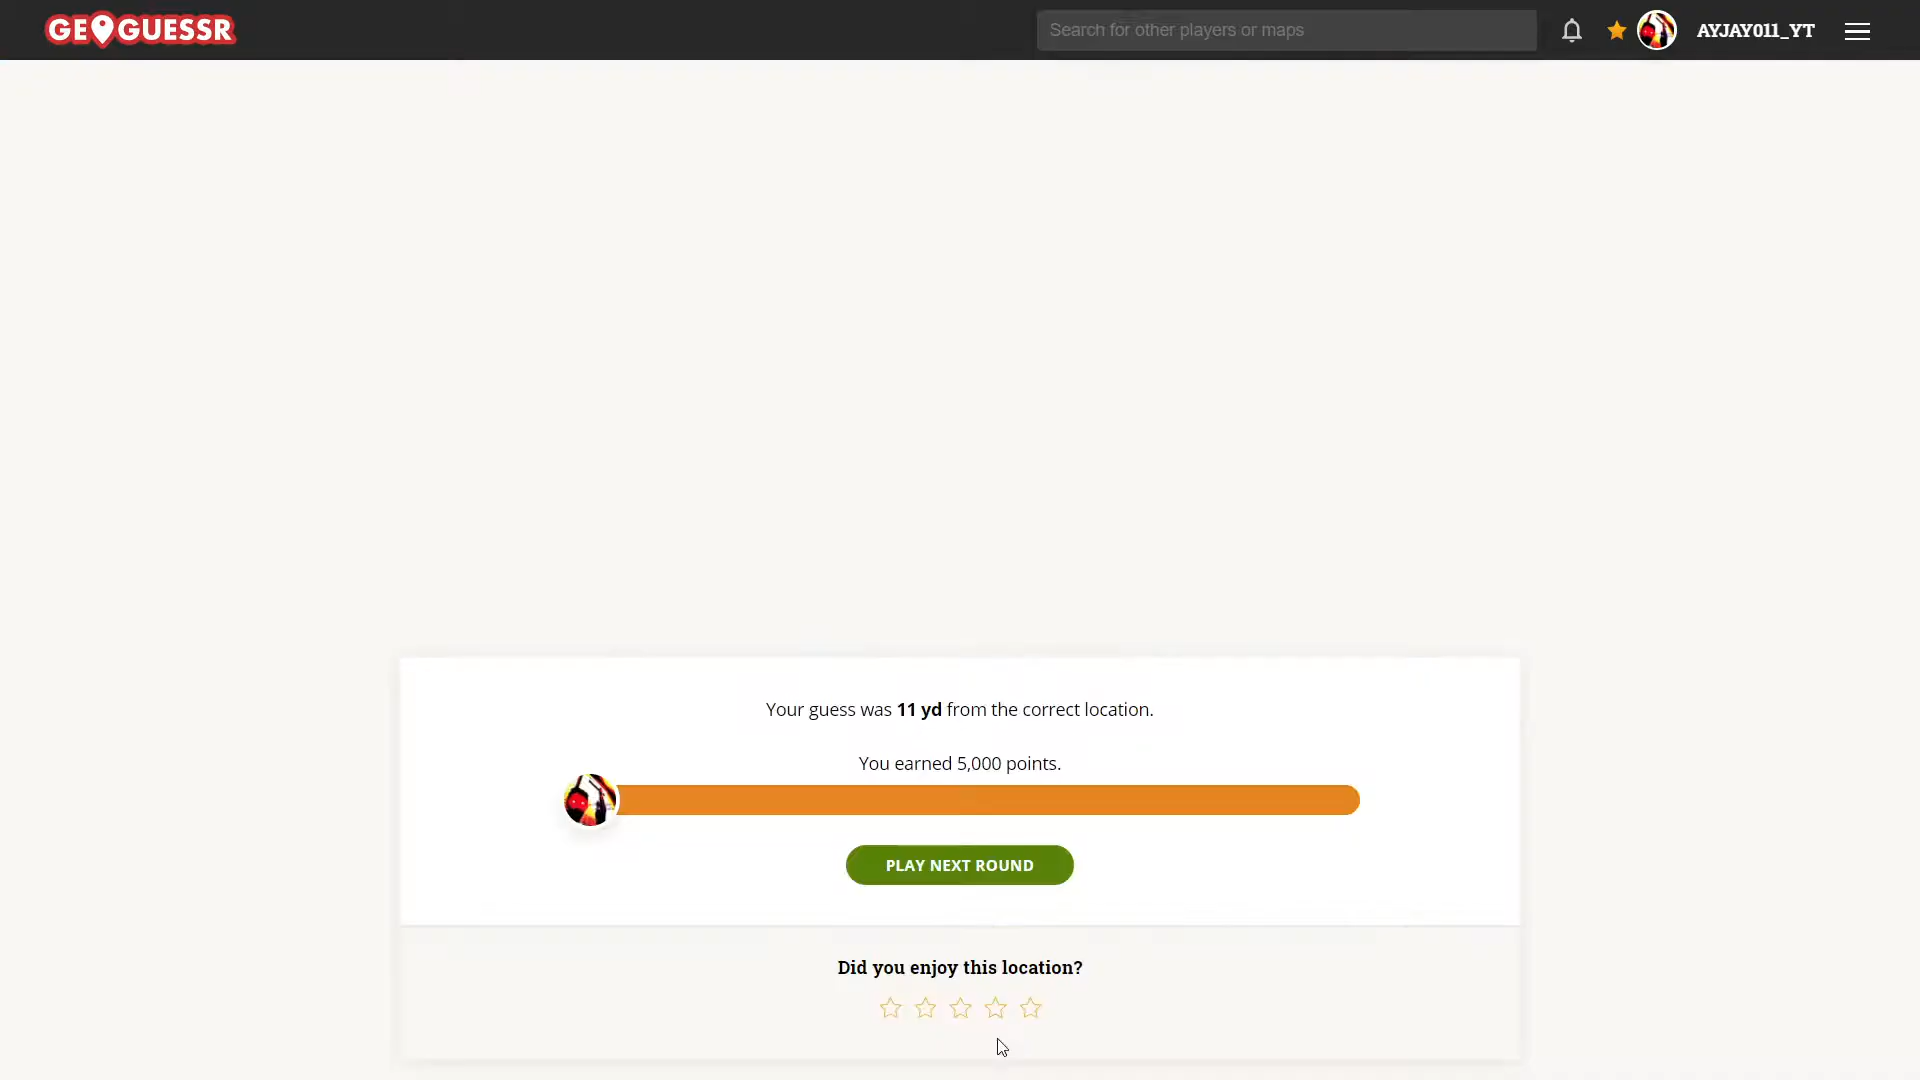 GEOGUESSR
Search for other players or maps
AYJAY011_YT
Your guess was 11 yd from the correct location.
You earned 5,000 points.
PLAY NEXT ROUND
Did you enjoy this location?